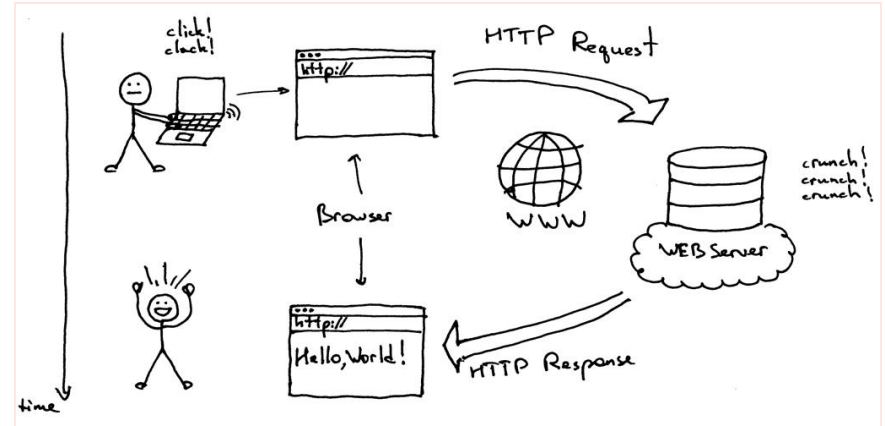 click!
clack!
HTTP Request
http://
crunch!
crunch!
crunch!
Browser
WWW
WEB Server
http://
Hello, World!
HTTP Response
time